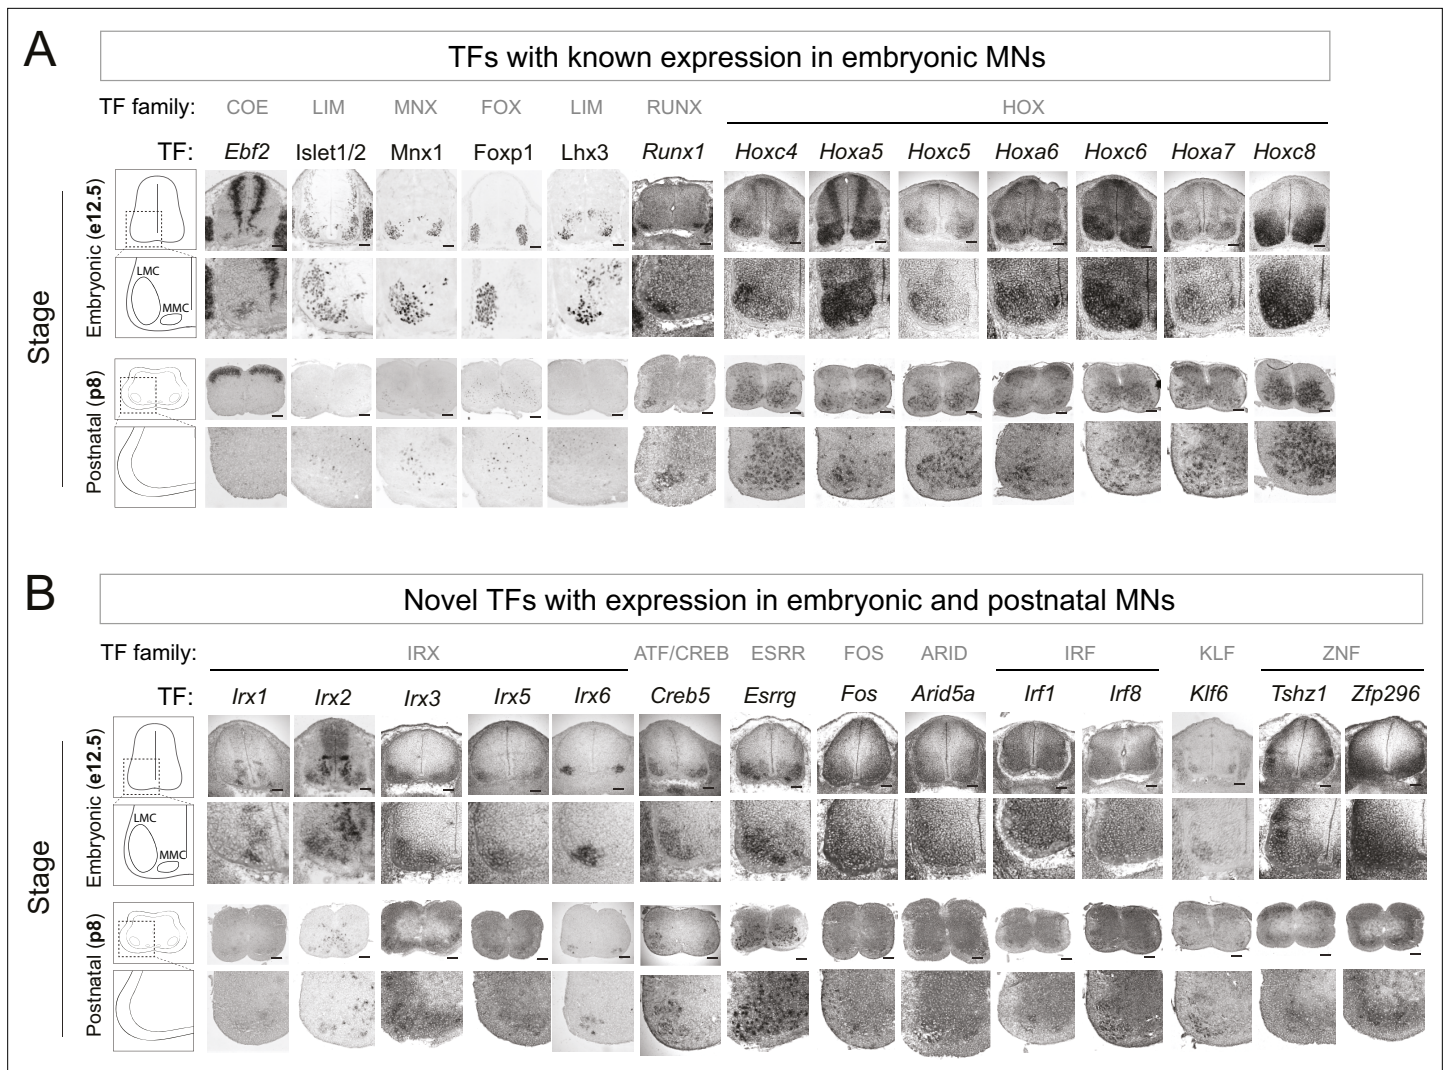 A
TFs with known expression in embryonic MNs
TF family: COE LIM MNX FOX LIM RUNX HOX
TF: Ebf2 Islet1/2 Mnx1 Foxp1 Lhx3 Runx1 Hoxc4 Hoxa5 Hoxc5 Hoxa6 Hoxc6 Hoxa7 Hoxc8
Stage
Embryonic (e12.5)
LMC
MMC
Postnatal (p8)
B
Novel TFs with expression in embryonic and postnatal MNs
TF family: IRX ATF/CREB ESRR FOS ARID IRF KLF ZNF
TF: Irx1 Irx2 Irx3 Irx5 Irx6 Creb5 Esrrg Fos Arid5a Irf1 Irf8 Klf6 Tshz1 Zfp296
Stage
Embryonic (e12.5)
LMC
MMC
Postnatal (p8)